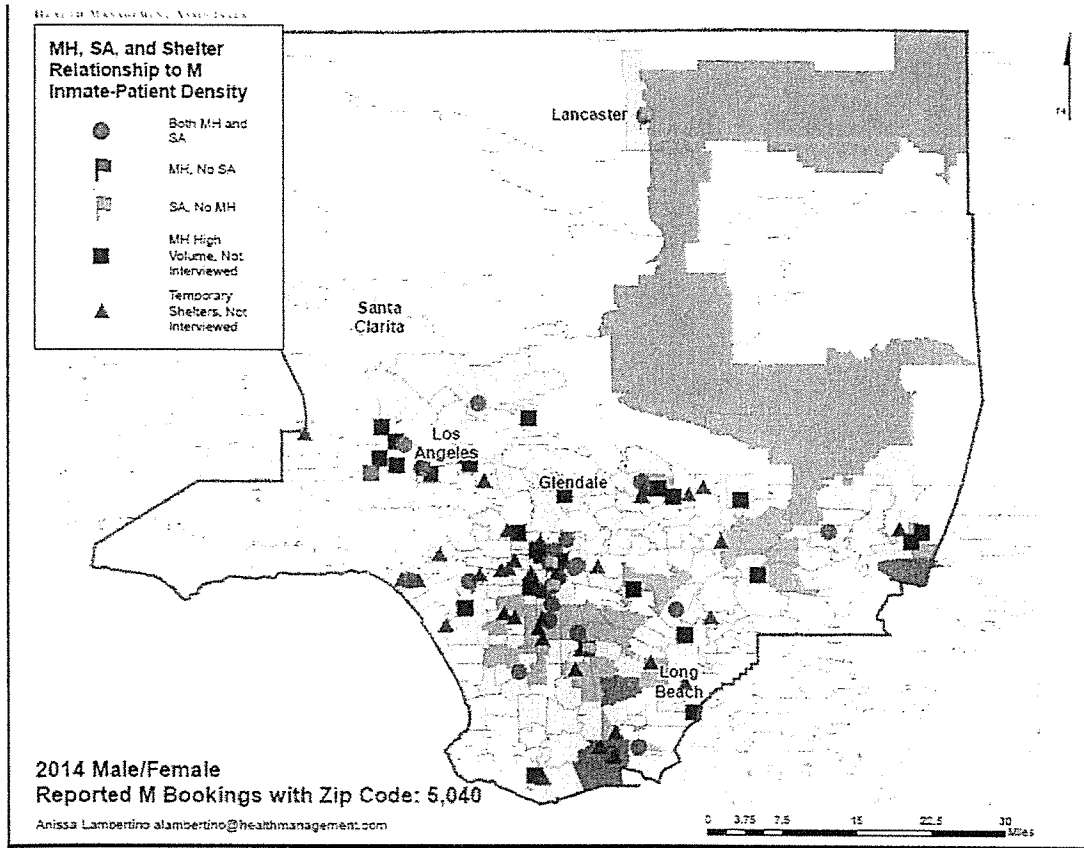 HEALTH MANAGEMENT ASSOCIATES
MH, SA, and Shelter
Relationship to M
Inmate-Patient Density
Both MH and
SA
MH, No SA
SA, No MH
MH High
Volume, Not
Interviewed
Temporary
Shelters, Not
Interviewed
Lancaster
Santa
Clarita
Los
Angeles
Glendale
Long
Beach
2014 Male/Female
Reported M Bookings with Zip Code: 5,040
Anissa Lambertino alambertino@healthmanagement.com
0 3.75 7.5 15 22.5 30
Miles